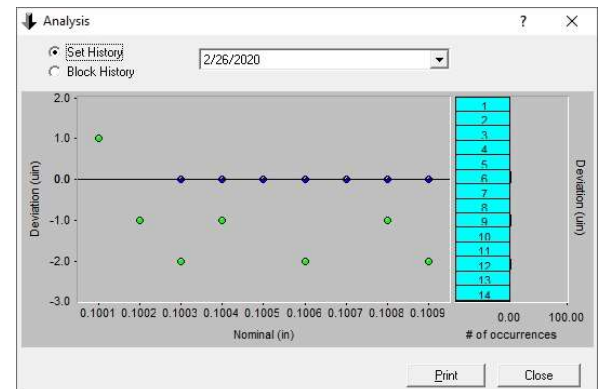 Analysis
? ×
Set History
Block History
2/26/2020
2.0
1.0
0.0
-1.0
-2.0
-3.0
Deviation (uin)
0.1001 0.1002 0.1003 0.1004 0.1005 0.1006 0.1007 0.1008 0.1009
Nominal (in)
1
2
3
4
5
6
7
8
9
10
11
12
13
14
Deviation (uin)
0.00 100.00
# of occurrences
Print Close